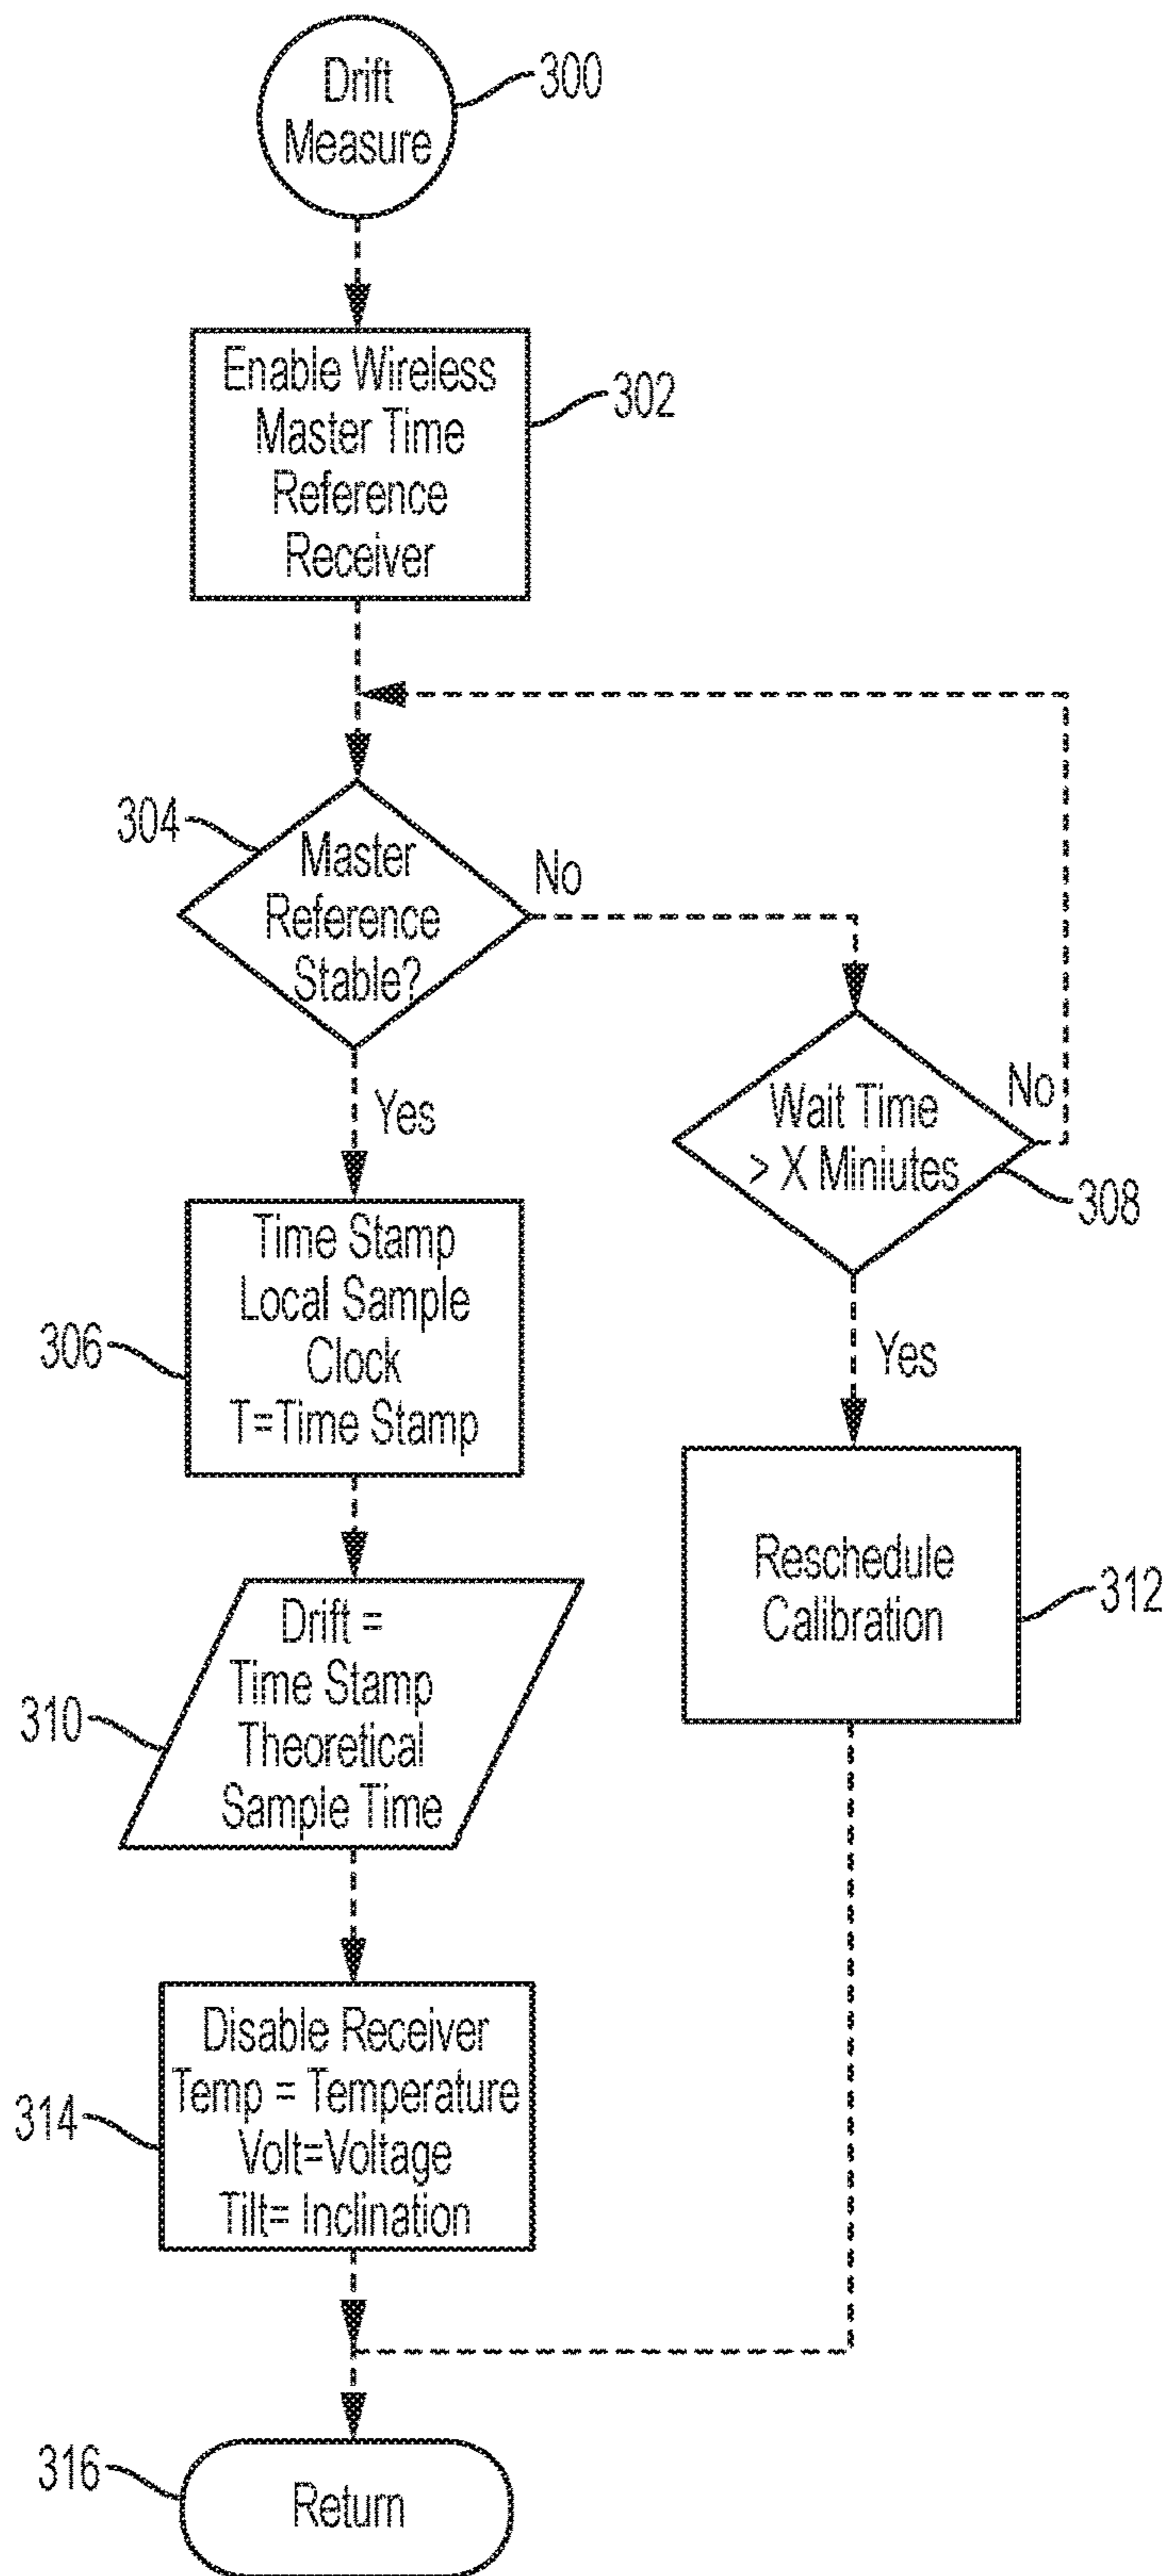 Drift
Measure
300
Enable Wireless
Master Time
Reference
Receiver
302
304
Master
Reference
Stable?
No
Yes
Wait Time
> X Miniutes
No
308
Yes
306
Time Stamp
Local Sample
Clock
T=Time Stamp
Reschedule
Calibration
312
310
Drift =
Time Stamp
Theoretical
Sample Time
314
Disable Receiver
Temp = Temperature
Volt=Voltage
Tilt= Inclination
316
Return